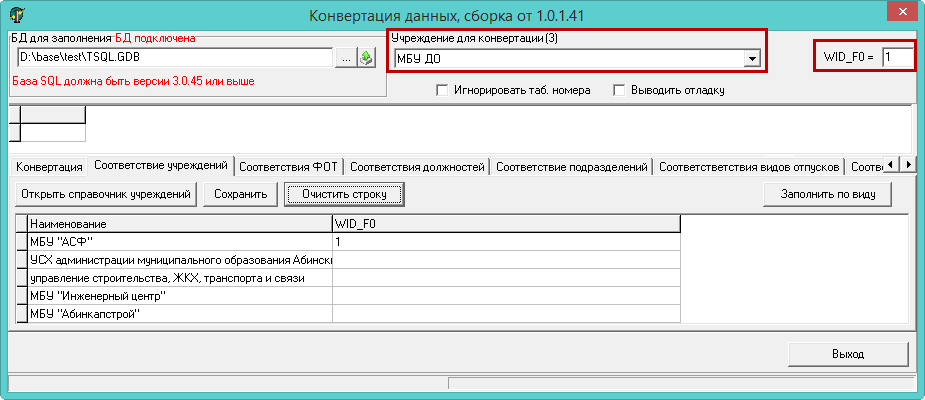 Конвертация данных, сборка от 1.0.1.41
БД для заполнения БД подключена
Учреждение для конвертации (3)
D:\base\test\TSQL.GDB
...
МБУ ДО
WID_F0 = 1
База SQL должна быть версии 3.0.45 или выше
Игнорировать таб. номера
Выводить отладку
Конвертация
Соответствие учреждений
Соответствия ФОТ
Соответствия должностей
Соответствие подразделений
Соответстветствия видов отпусков
Соотве
Открыть справочник учреждений
Сохранить
Очистить строку
Заполнить по виду
Наименование
WID_F0
МБУ "АСФ"
1
УСХ администрации муниципального образования Абински
управление строительства, ЖКХ, транспорта и связи
МБУ "Инженерный центр"
МБУ "Абинкапстрой"
Выход